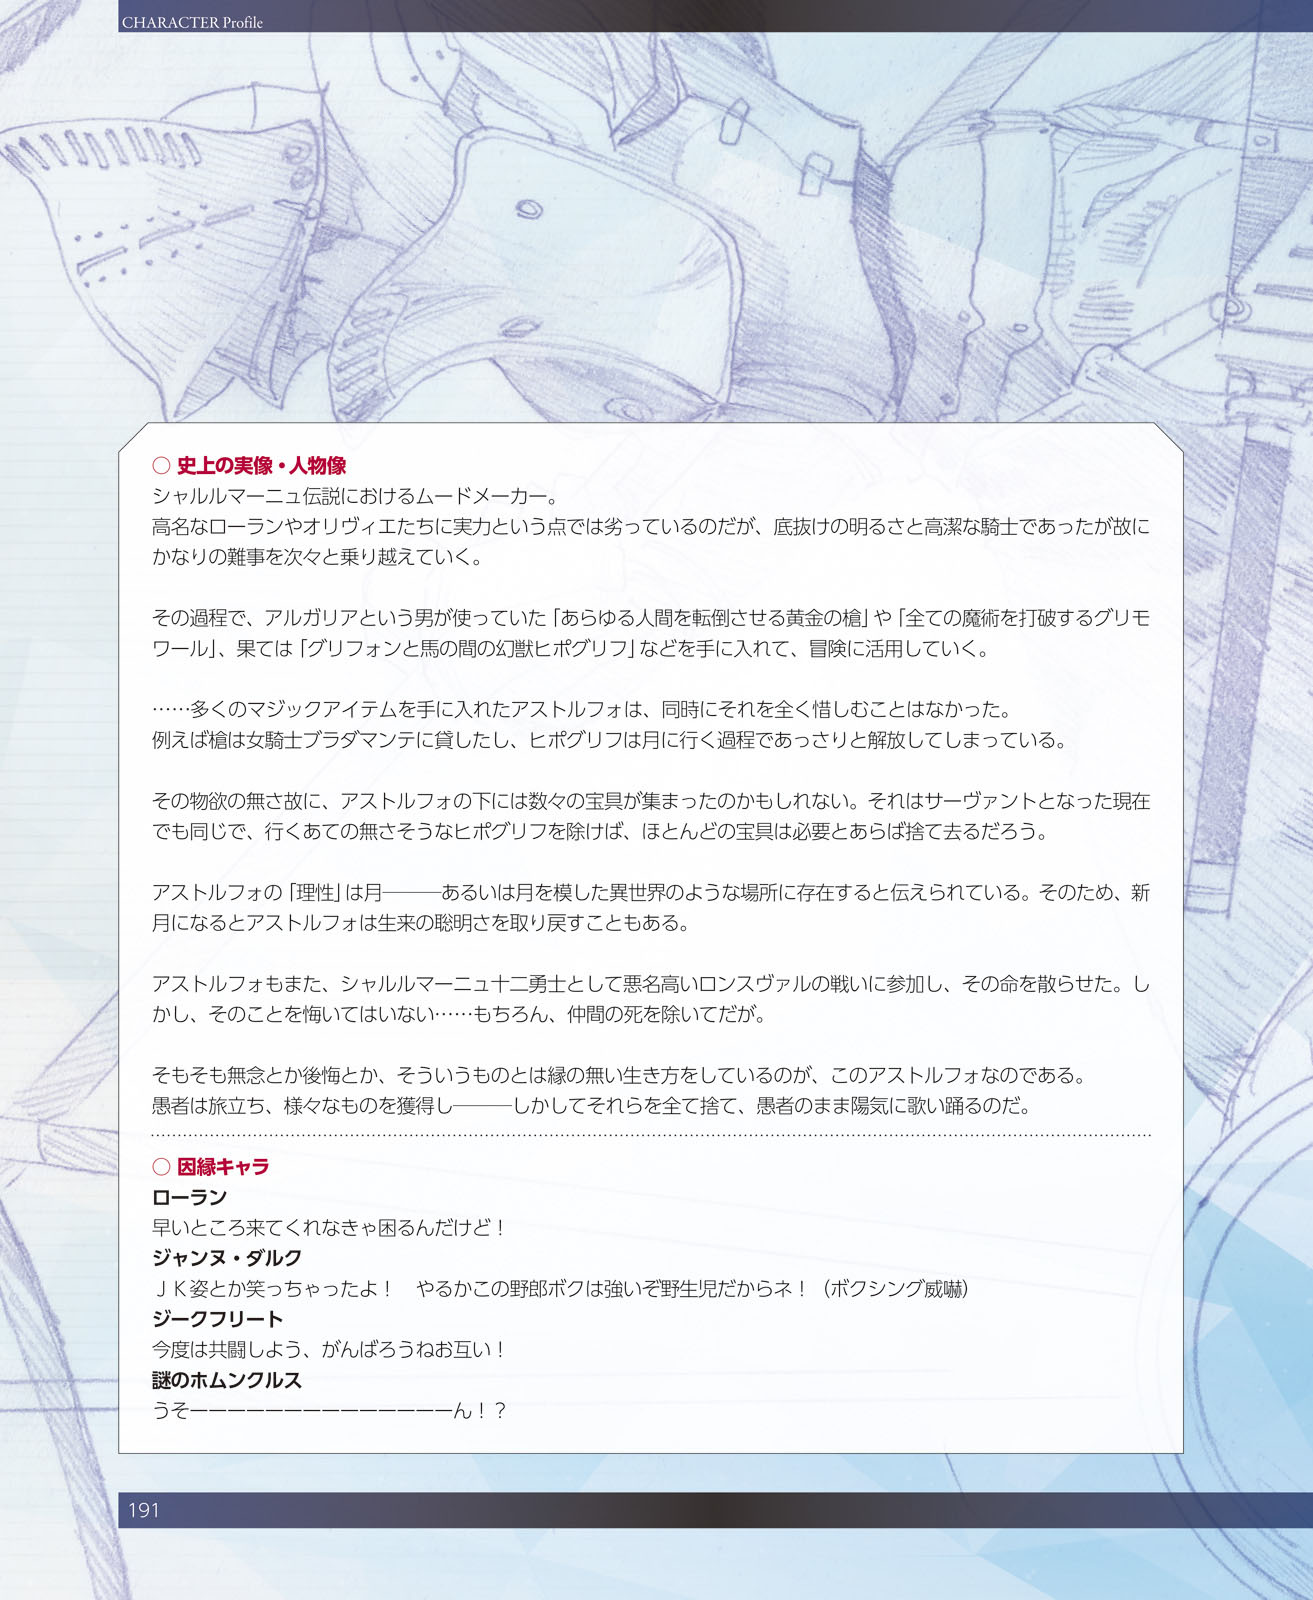 CHARACTER Profile
○ 史上の実像・人物像
シャルルマーニュ伝説におけるムードメーカー。
高名なローランやオリヴィエたちに実力という点では劣っているのだが、底抜けの明るさと高潔な騎士であったが故に
かなりの難事を次々と乗り越えていく。
その過程で、アルガリアという男が使っていた「あらゆる人間を転倒させる黄金の槍」や「全ての魔術を打破するグリモ
ワール」、果ては「グリフォンと馬の間の幻獣ヒポグリフ」などを手に入れて、冒険に活用していく。
……多くのマジックアイテムを手に入れたアストルフォは、同時にそれを全く惜しむことはなかった。
例えば槍は女騎士ブラダマンテに貸したし、ヒポグリフは月に行く過程であっさりと解放してしまっている。
その物欲の無さ故に、アストルフォの下には数々の宝具が集まったのかもしれない。それはサーヴァントとなった現在
でも同じで、行くあての無さそうなヒポグリフを除けば、ほとんどの宝具は必要とあらば捨て去るだろう。
アストルフォの「理性」は月―――あるいは月を模した異世界のような場所に存在すると伝えられている。そのため、新
月になるとアストルフォは生来の聡明さを取り戻すこともある。
アストルフォもまた、シャルルマーニュ十二勇士として悪名高いロンスヴァルの戦いに参加し、その命を散らせた。し
かし、そのことを悔いてはいない……もちろん、仲間の死を除いてだが。
そもそも無念とか後悔とか、そういうものとは縁の無い生き方をしているのが、このアストルフォなのである。
愚者は旅立ち、様々なものを獲得し―――しかしてそれらを全て捨て、愚者のまま陽気に歌い踊るのだ。
○ 因縁キャラ
ローラン
早いところ来てくれなきゃ困るんだけど！
ジャンヌ・ダルク
ＪＫ姿とか笑っちゃったよ！　やるかこの野郎ボクは強いぞ野生児だからネ！（ボクシング威嚇）
ジークフリート
今度は共闘しよう、がんばろうねお互い！
謎のホムンクルス
うそーーーーーーーーーーーーーーん！？
191